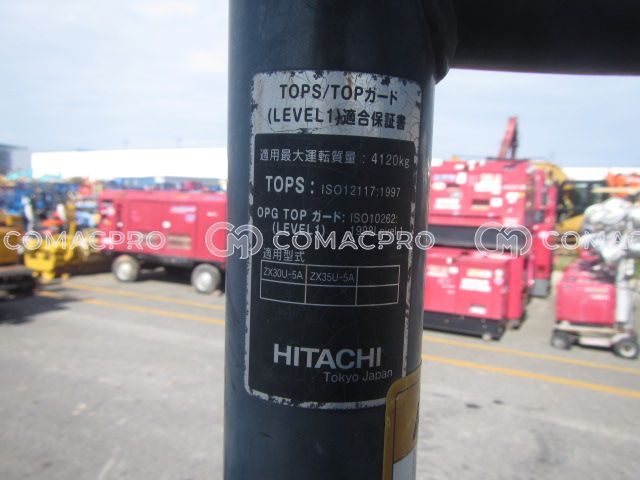 TOPS/TOPガード
(LEVEL1)適合保証書
適用最大運転質量 : 4120kg
TOPS : ISO12117:1997
OPG TOP ガード: ISO10262:
(LEVEL1)
適用型式
ZX30U-5A ZX35U-5A
HITACHI
Tokyo Japan
COMACPRO COMACPRO COMACPRO